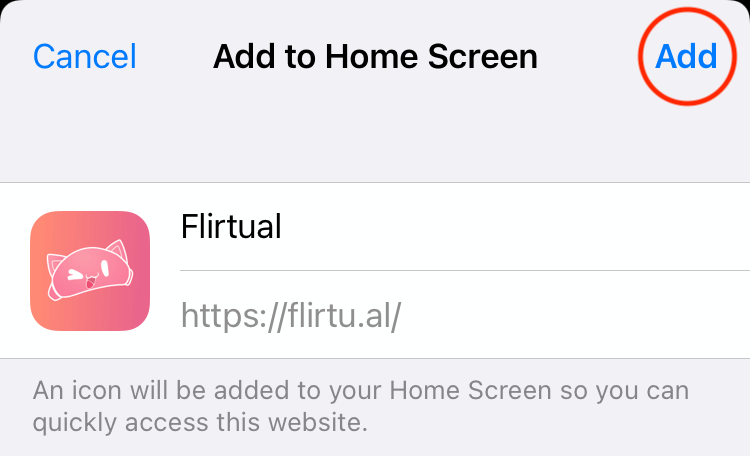 Cancel Add to Home Screen Add
Flirtual
https://flirtu.al/
An icon will be added to your Home Screen so you can
quickly access this website.